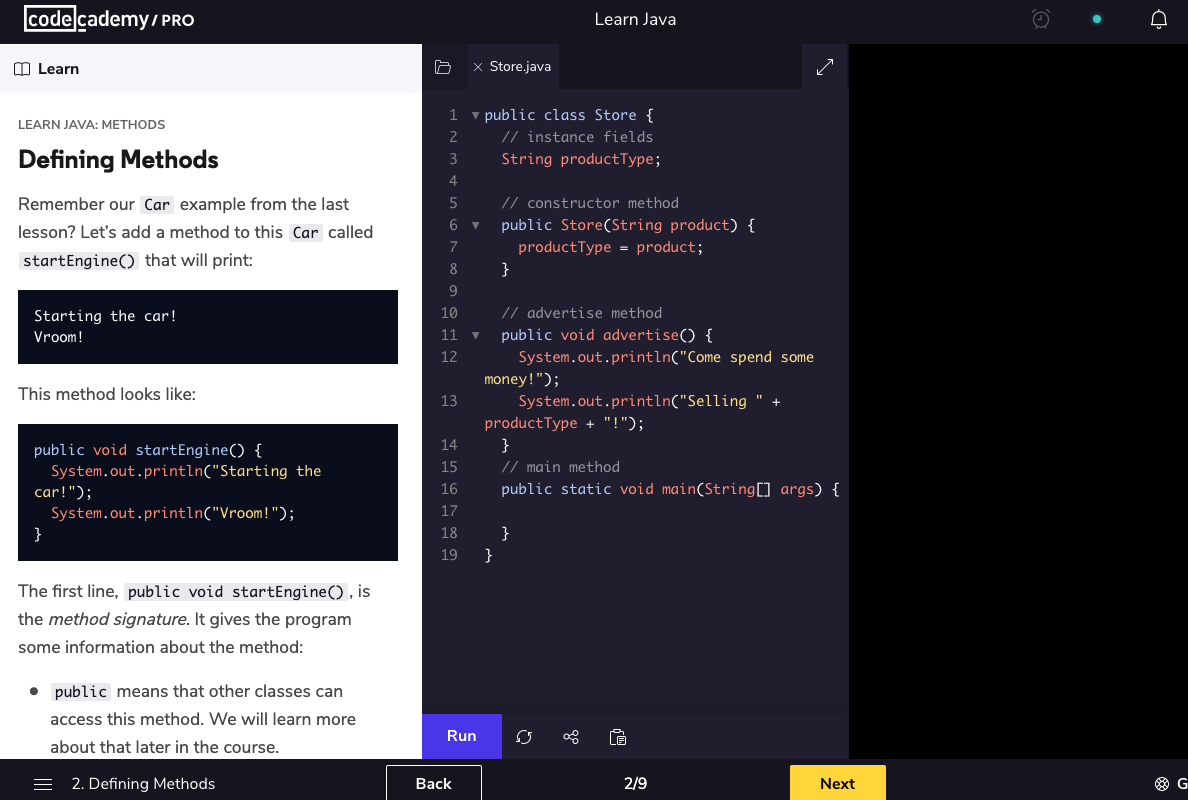 codecademy/PRO
Learn Java
Learn
LEARN JAVA: METHODS
Defining Methods
Remember our Car example from the last
lesson? Let's add a method to this Car called
startEngine() that will print:
Starting the car!
Vroom!
This method looks like:
public void startEngine() {
  System.out.println("Starting the
car!");
  System.out.println("Vroom!");
}
The first line, public void startEngine(), is
the method signature. It gives the program
some information about the method:
public means that other classes can
access this method. We will learn more
about that later in the course.
Store.java
1 public class Store {
2   // instance fields
3   String productType;
4
5   // constructor method
6   public Store(String product) {
7     productType = product;
8   }
9
10   // advertise method
11   public void advertise() {
12     System.out.println("Come spend some
money!");
13     System.out.println("Selling " +
productType + "!");
14   }
15   // main method
16   public static void main(String[] args) {
17
18   }
19 }
Run
2. Defining Methods
Back
2/9
Next
G